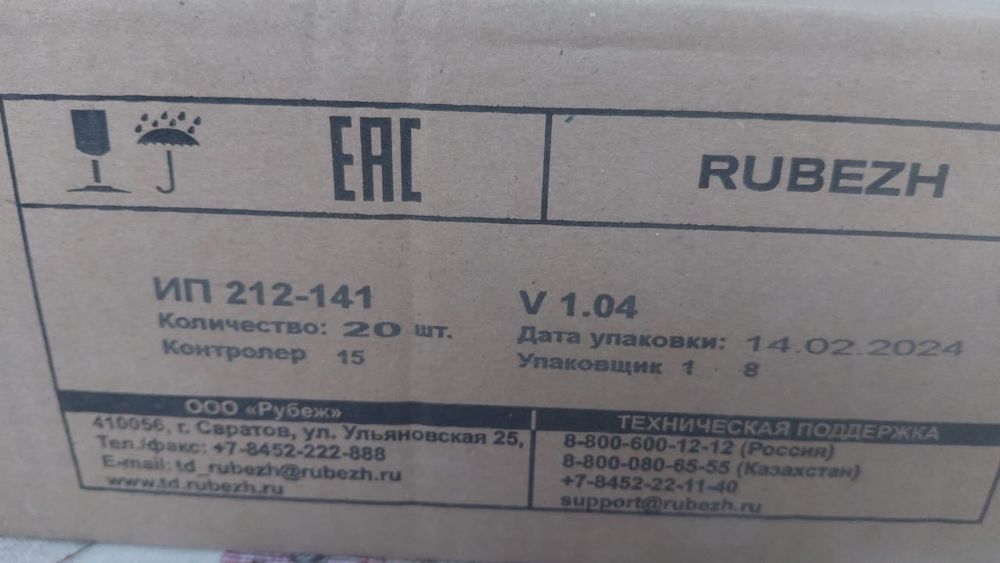 EAC
RUBEZH
ИП 212-141
Количество: 20 шт.
Контролер 15
V 1.04
Дата упаковки: 14.02.2024
Упаковщик 1 8
ООО «Рубеж»
410056, г. Саратов, ул. Ульяновская 25,
Тел./факс: +7-8452-222-888
E-mail: td_rubezh@rubezh.ru
www.td.rubezh.ru
ТЕХНИЧЕСКАЯ ПОДДЕРЖКА
8-800-600-12-12 (Россия)
8-800-080-65-55 (Казахстан)
+7-8452-22-11-40
support@rubezh.ru